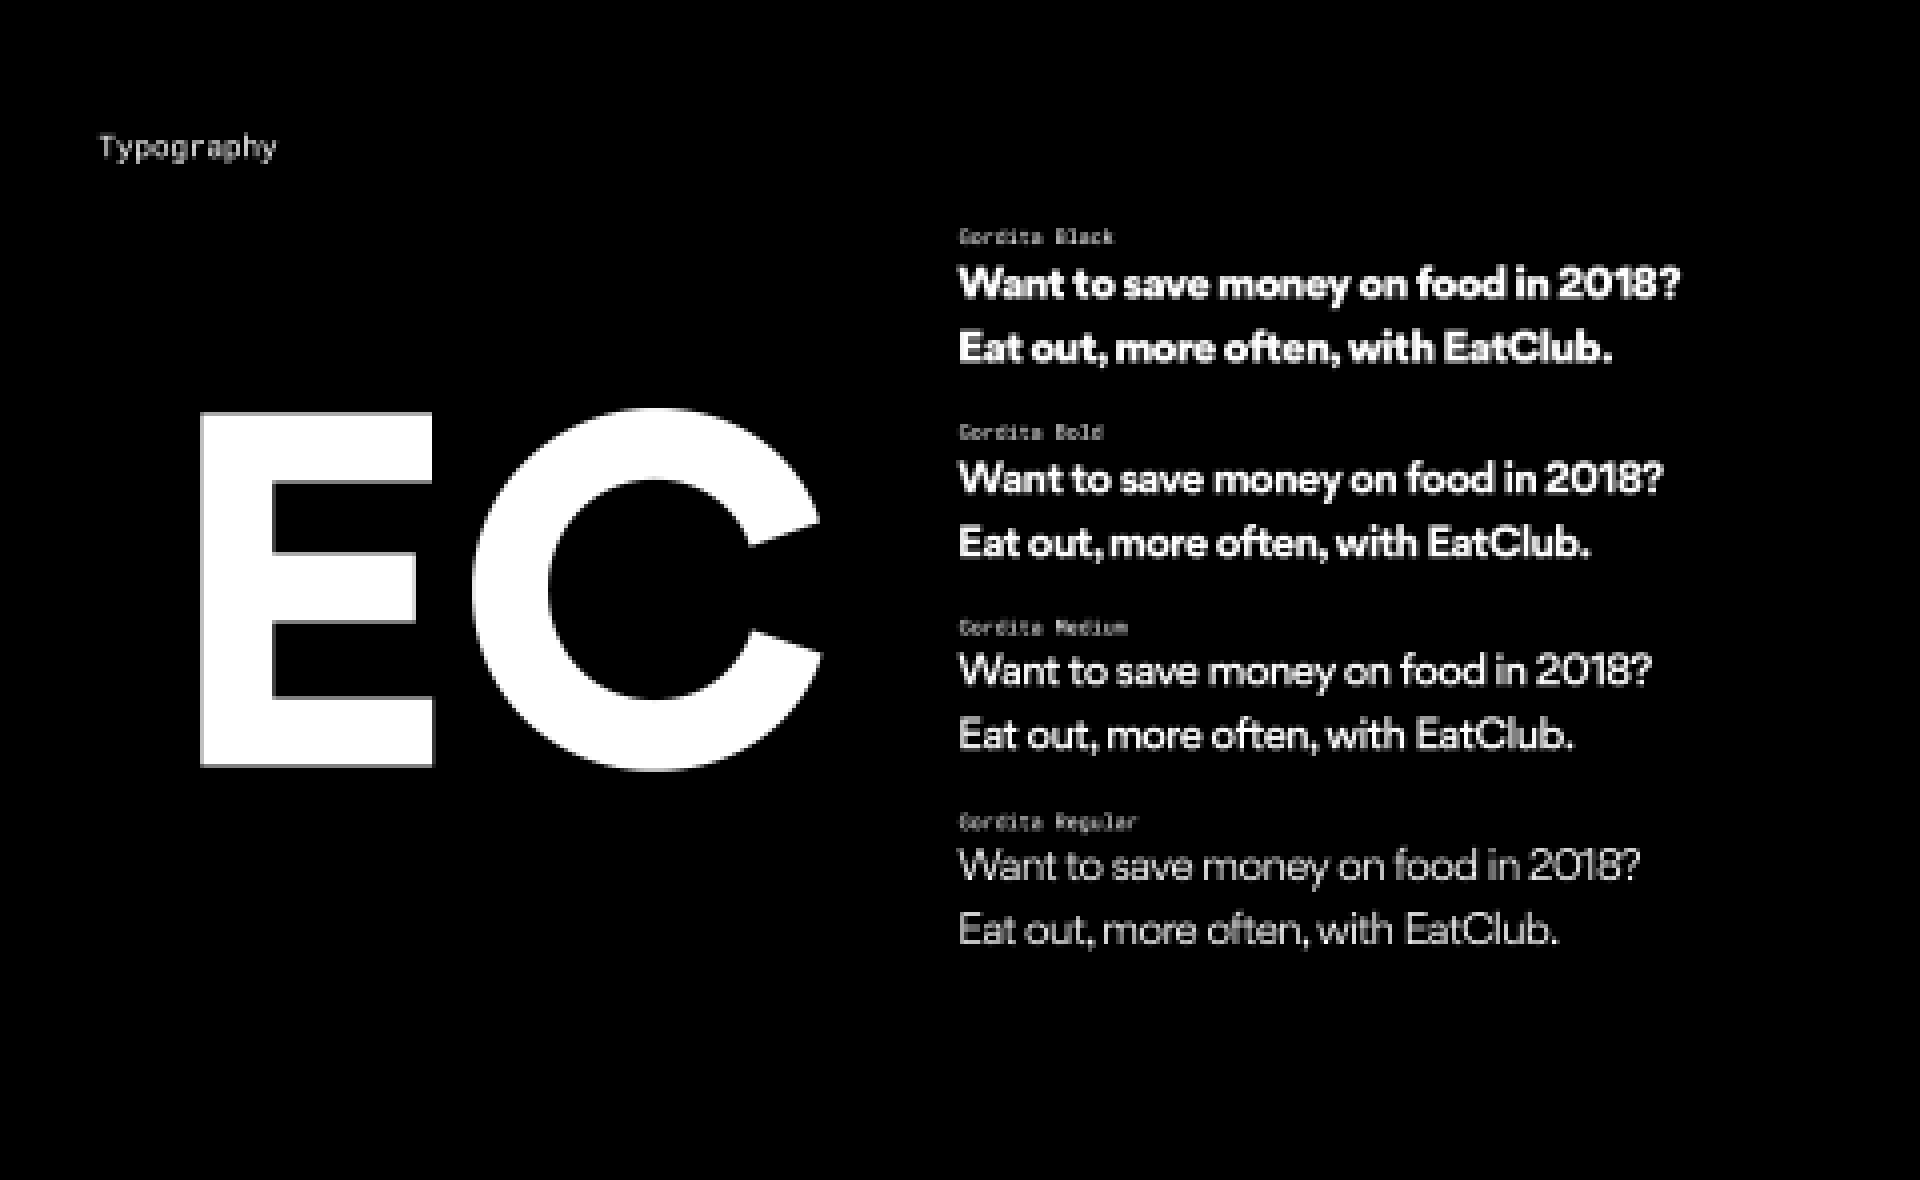 Typography
EC
Gordita Black
Want to save money on food in 2018?
Eat out, more often, with EatClub.
Gordita Bold
Want to save money on food in 2018?
Eat out, more often, with EatClub.
Gordita Medium
Want to save money on food in 2018?
Eat out, more often, with EatClub.
Gordita Regular
Want to save money on food in 2018?
Eat out, more often, with EatClub.